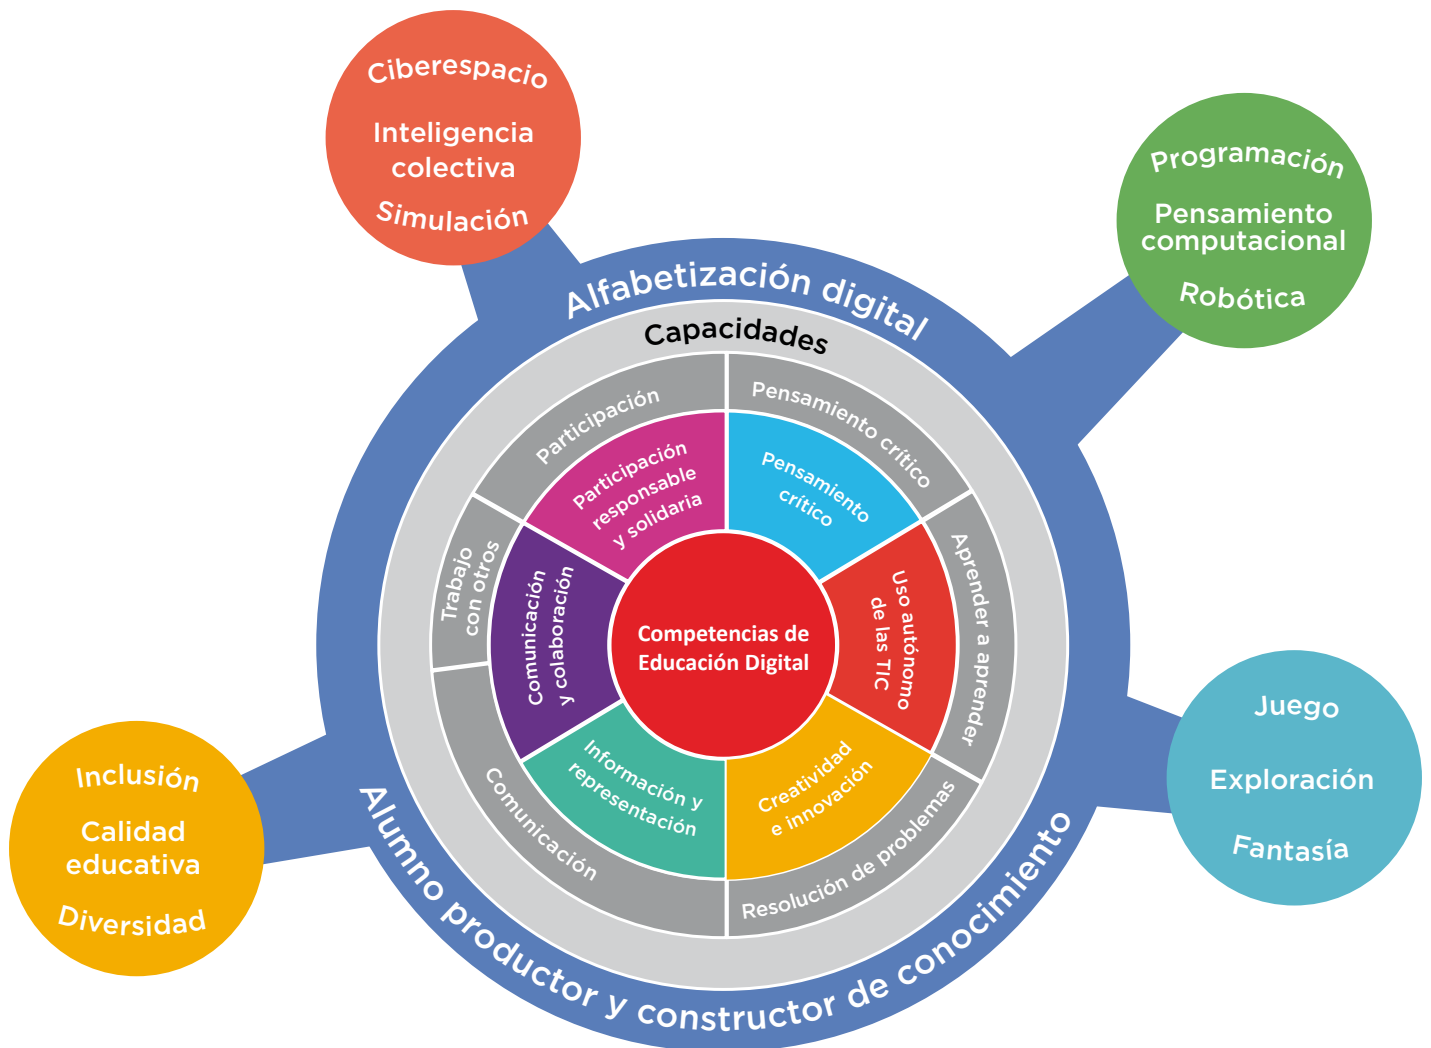 Ciberespacio
Inteligencia
colectiva
Simulación
Programación
Pensamiento
computacional
Robótica
Alfabetización digital
Capacidades
Participación
Pensamiento crítico
Participación
responsable
y solidaria
Pensamiento
crítico
Trabajo
con otros
Comunicación
y colaboración
Competencias de
Educación Digital
Uso autónomo
de las TIC
Aprender a aprender
Información y
representación
Creatividad
e innovación
Comunicación
Resolución de problemas
Alumno productor y constructor de conocimiento
Juego
Exploración
Fantasía
Inclusión
Calidad
educativa
Diversidad